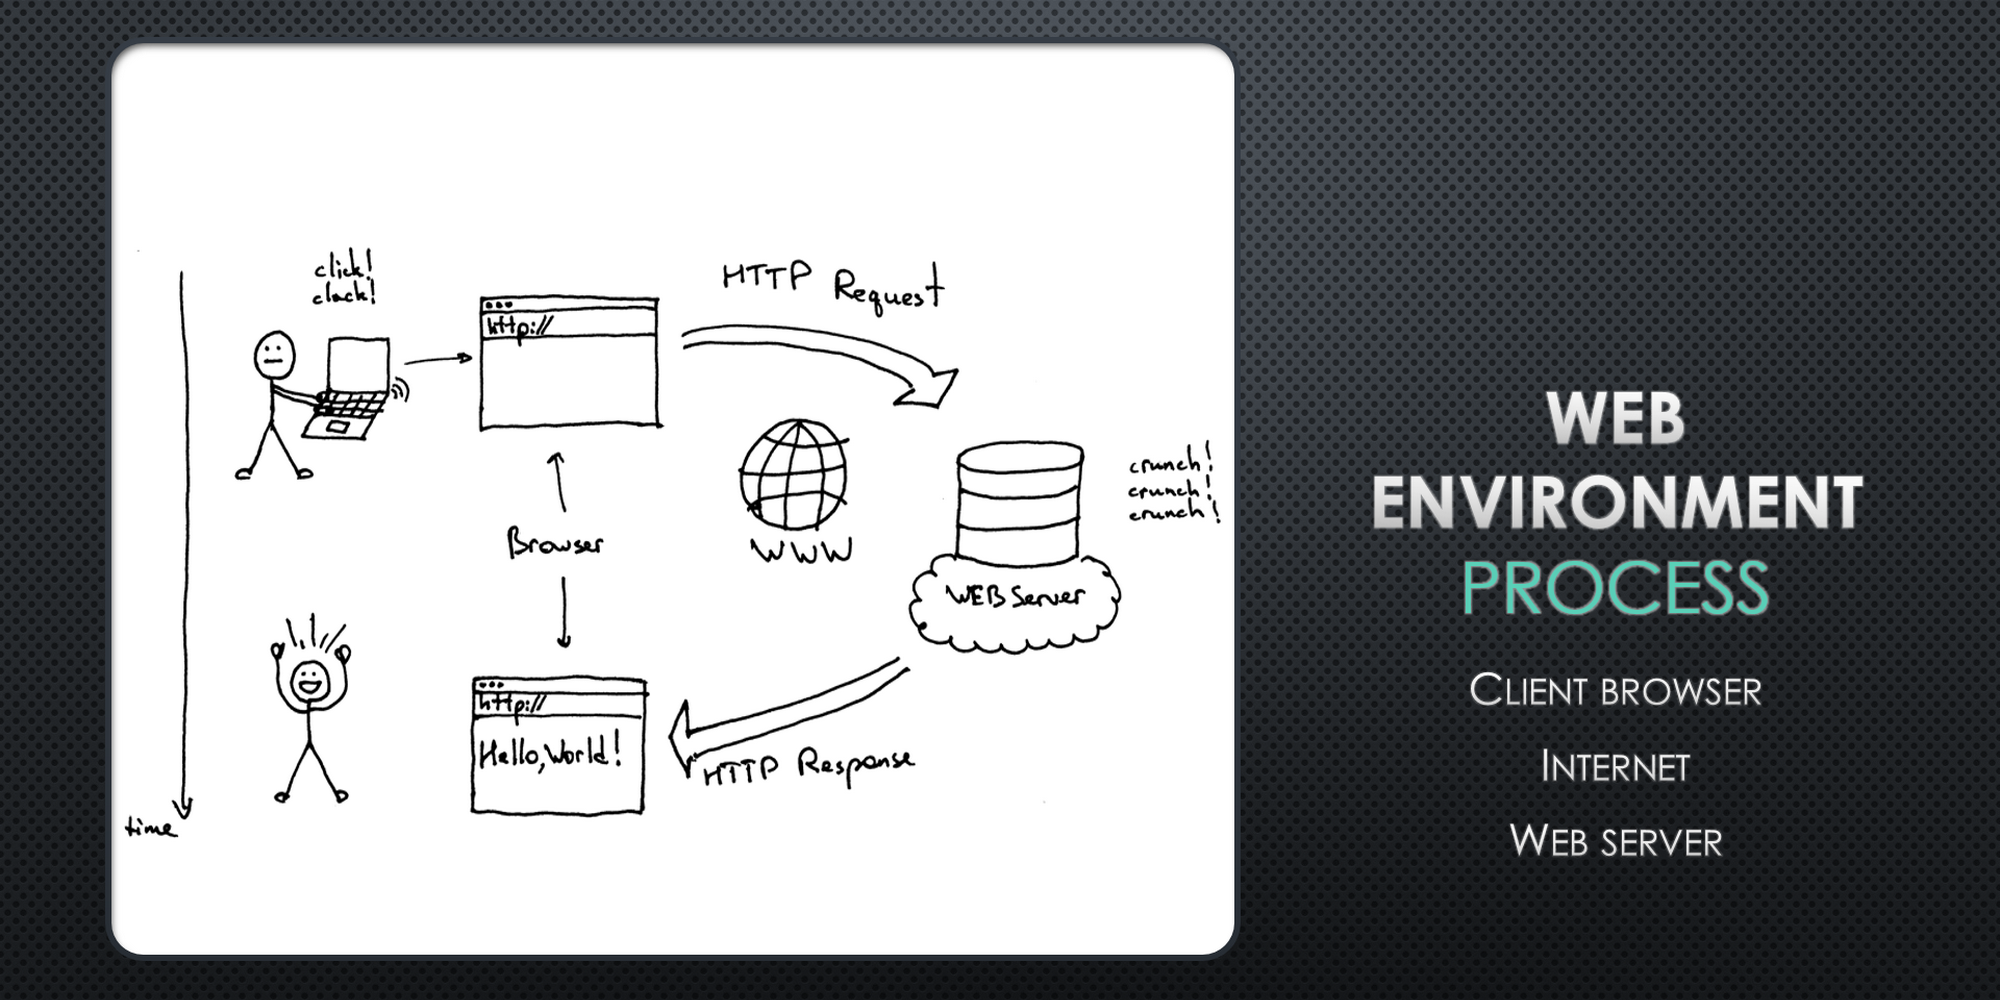 click!
clack!
http://
HTTP Request
Browser
WWW
crunch!
crunch!
crunch!
WEB Server
http://
Hello, World!
HTTP Response
time
WEB
ENVIRONMENT
PROCESS
CLIENT BROWSER
INTERNET
WEB SERVER